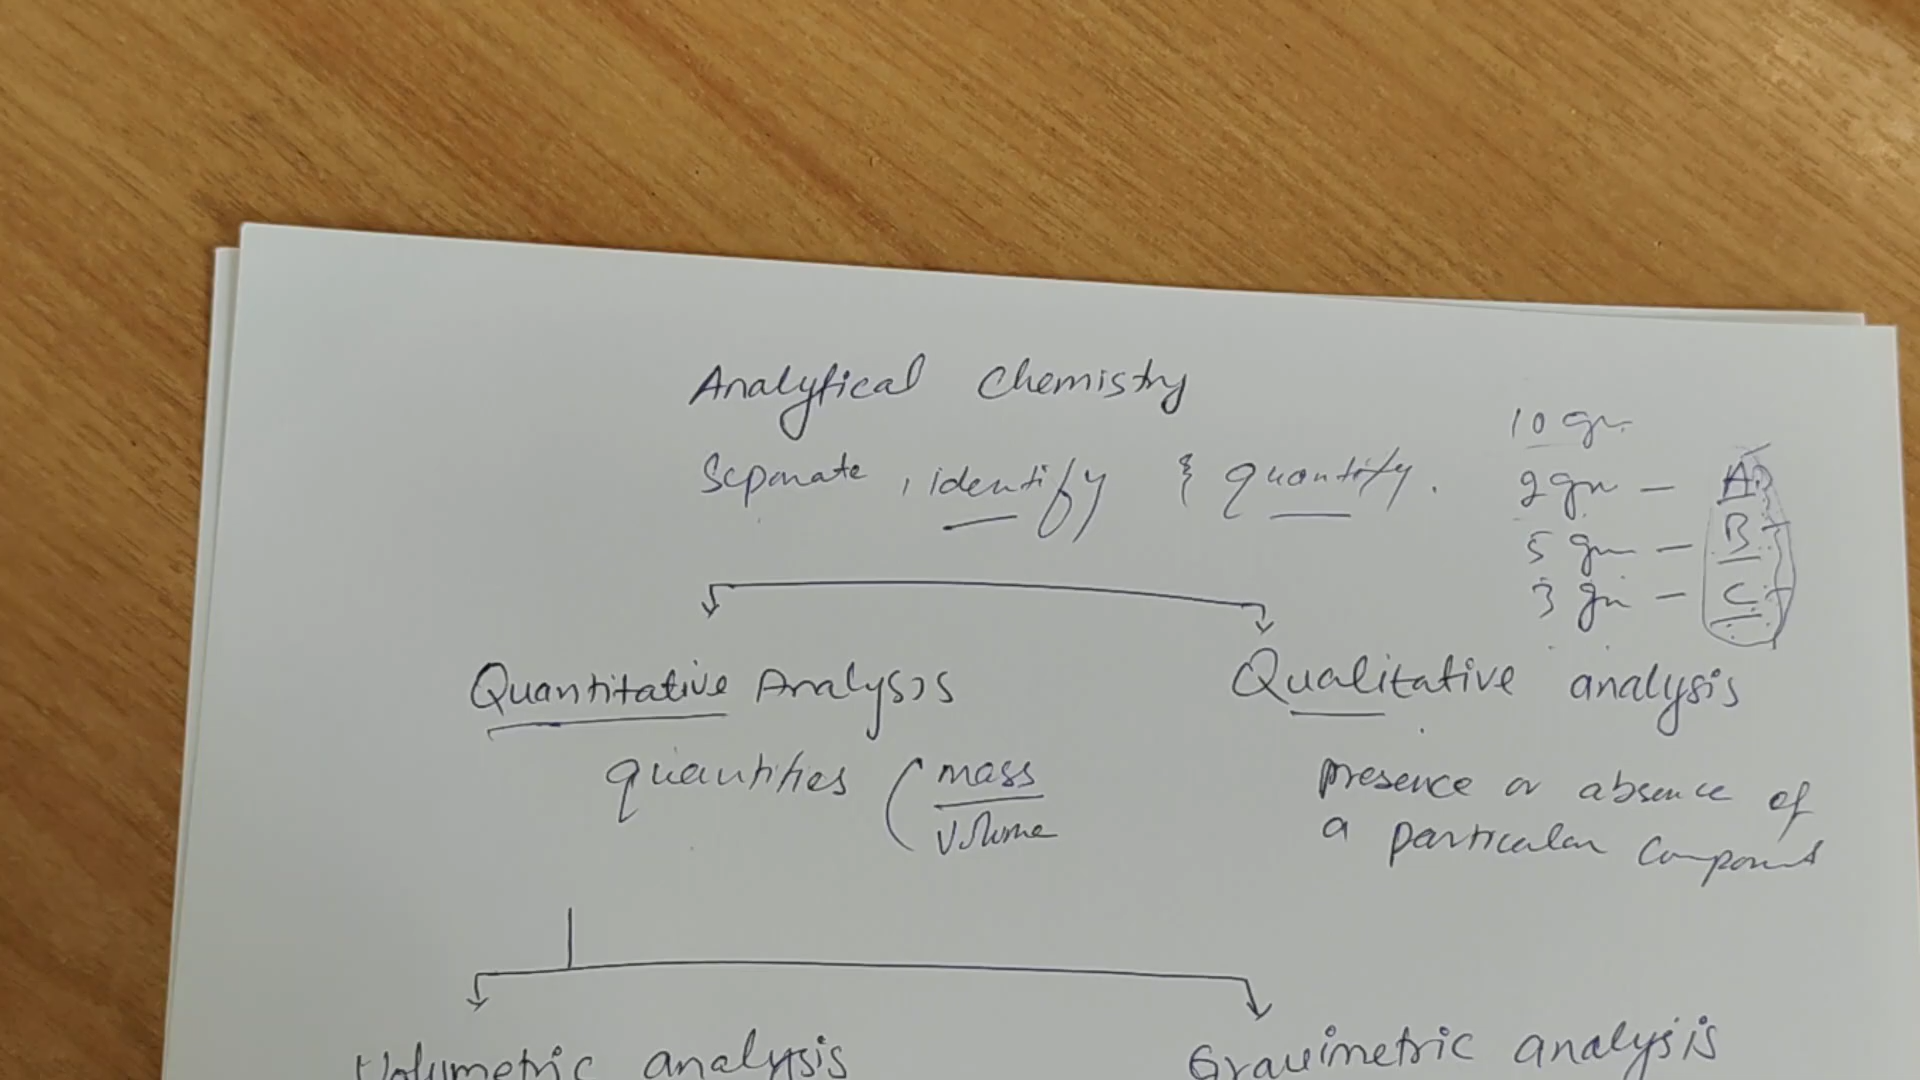 Analytical Chemistry
Separate, identify & quantify.
10 gm
2 gm - A
5 gm - B
3 gm - C
Quantitative Analysis
Qualitative analysis
quantities (mass
volume
presence or absence of
a particular component
Volumetric analysis
Gravimetric analysis